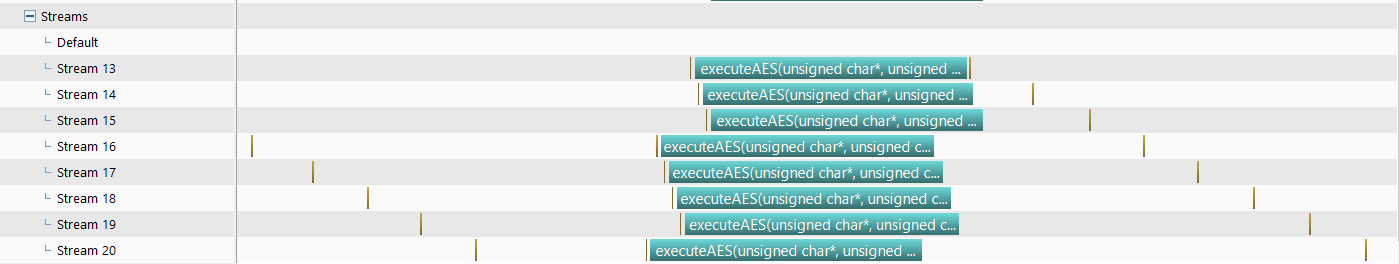 Streams
Default
Stream 13 executeAES(unsigned char*, unsigned ...
Stream 14 executeAES(unsigned char*, unsigned ...
Stream 15 executeAES(unsigned char*, unsigned ...
Stream 16 executeAES(unsigned char*, unsigned c...
Stream 17 executeAES(unsigned char*, unsigned c...
Stream 18 executeAES(unsigned char*, unsigned c...
Stream 19 executeAES(unsigned char*, unsigned c...
Stream 20 executeAES(unsigned char*, unsigned ...